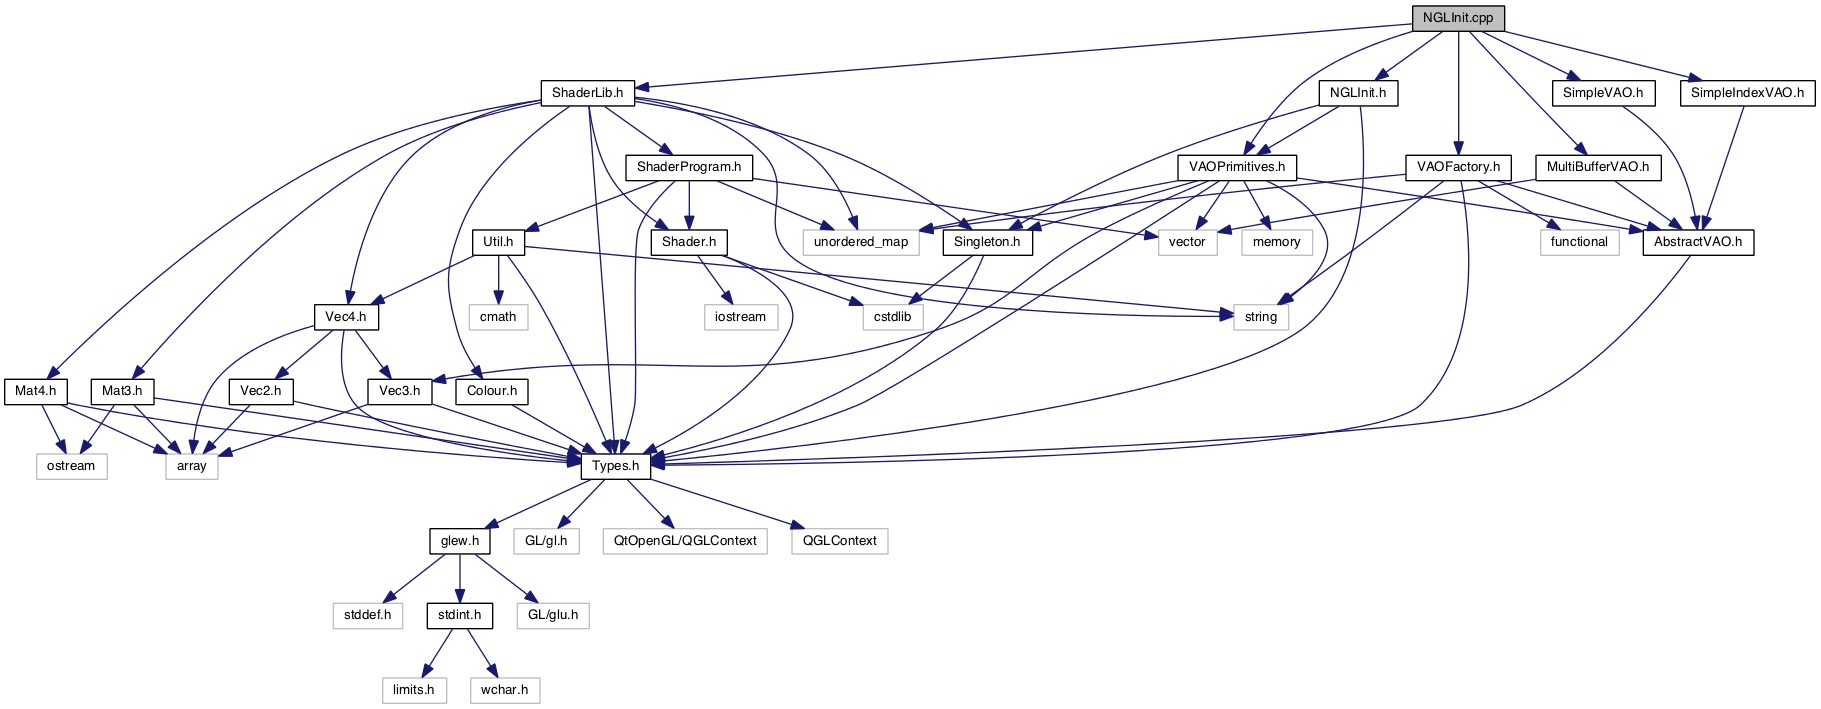 NGLInit.cpp
ShaderLib.h
NGLInit.h
SimpleVAO.h
SimpleIndexVAO.h
ShaderProgram.h
VAOPrimitives.h
VAOFactory.h
MultiBufferVAO.h
Util.h
Shader.h
unordered_map
Singleton.h
vector
memory
functional
AbstractVAO.h
Vec4.h
cmath
iostream
cstdlib
string
Mat4.h
Mat3.h
Vec2.h
Vec3.h
Colour.h
ostream
array
Types.h
glew.h
GL/gl.h
QtOpenGL/QGLContext
QGLContext
stddef.h
stdint.h
GL/glu.h
limits.h
wchar.h